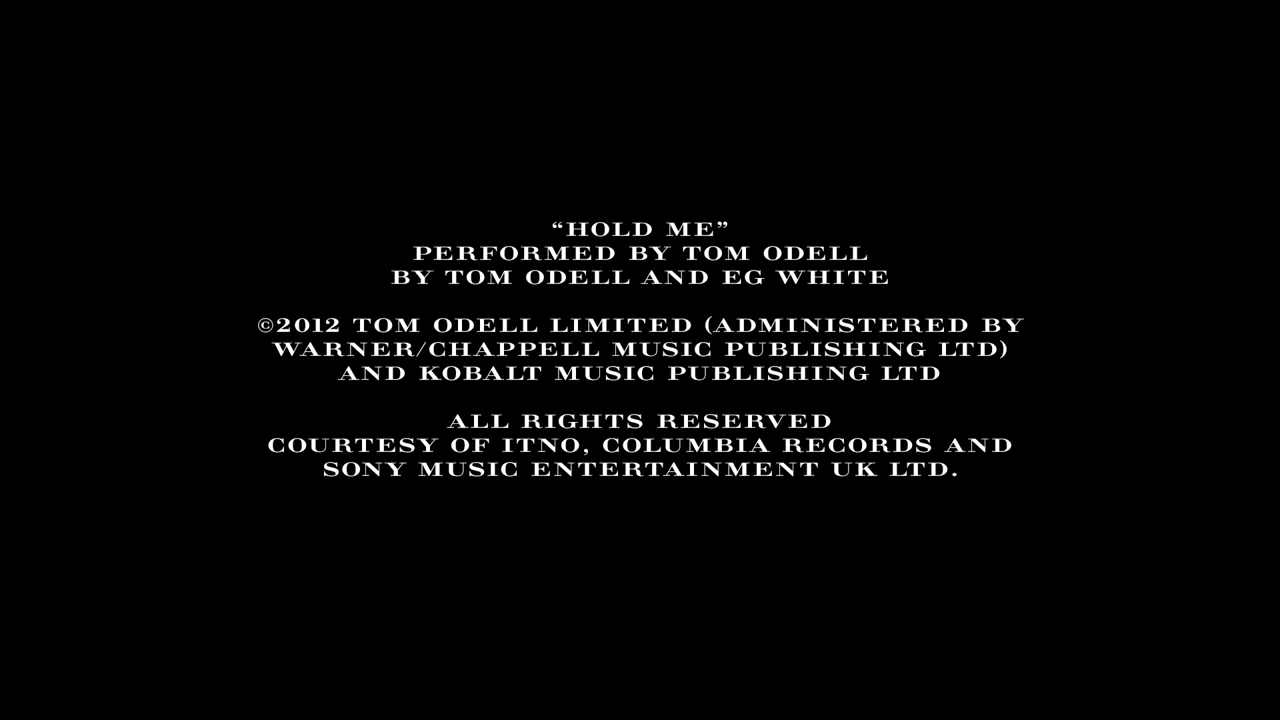 “HOLD ME”
PERFORMED BY TOM ODELL
BY TOM ODELL AND EG WHITE
©2012 TOM ODELL LIMITED (ADMINISTERED BY
WARNER/CHAPPELL MUSIC PUBLISHING LTD)
AND KOBALT MUSIC PUBLISHING LTD
ALL RIGHTS RESERVED
COURTESY OF ITNO, COLUMBIA RECORDS AND
SONY MUSIC ENTERTAINMENT UK LTD.